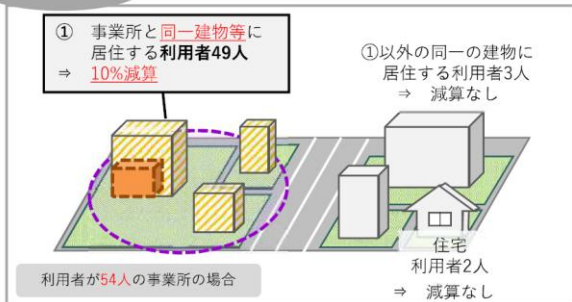 ① 事業所と同一建物等に
居住する利用者49人
⇒ 10%減算
①以外の同一の建物に
居住する利用者3人
⇒ 減算なし
住宅
利用者2人
⇒ 減算なし
利用者が54人の事業所の場合